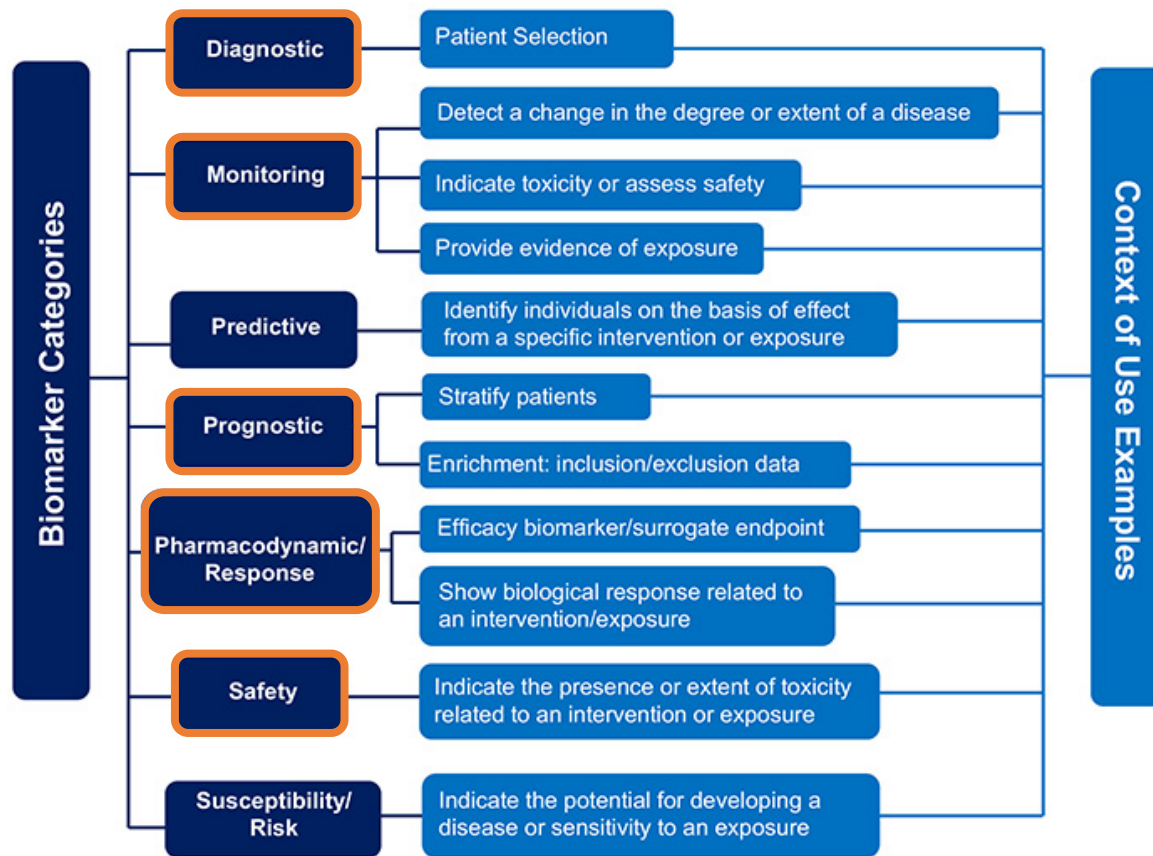 Biomarker Categories
Diagnostic
Patient Selection
Monitoring
Detect a change in the degree or extent of a disease
Indicate toxicity or assess safety
Provide evidence of exposure
Predictive
Identify individuals on the basis of effect
from a specific intervention or exposure
Prognostic
Stratify patients
Enrichment: inclusion/exclusion data
Pharmacodynamic/
Response
Efficacy biomarker/surrogate endpoint
Show biological response related to
an intervention/exposure
Safety
Indicate the presence or extent of toxicity
related to an intervention or exposure
Susceptibility/
Risk
Indicate the potential for developing a
disease or sensitivity to an exposure
Context of Use Examples